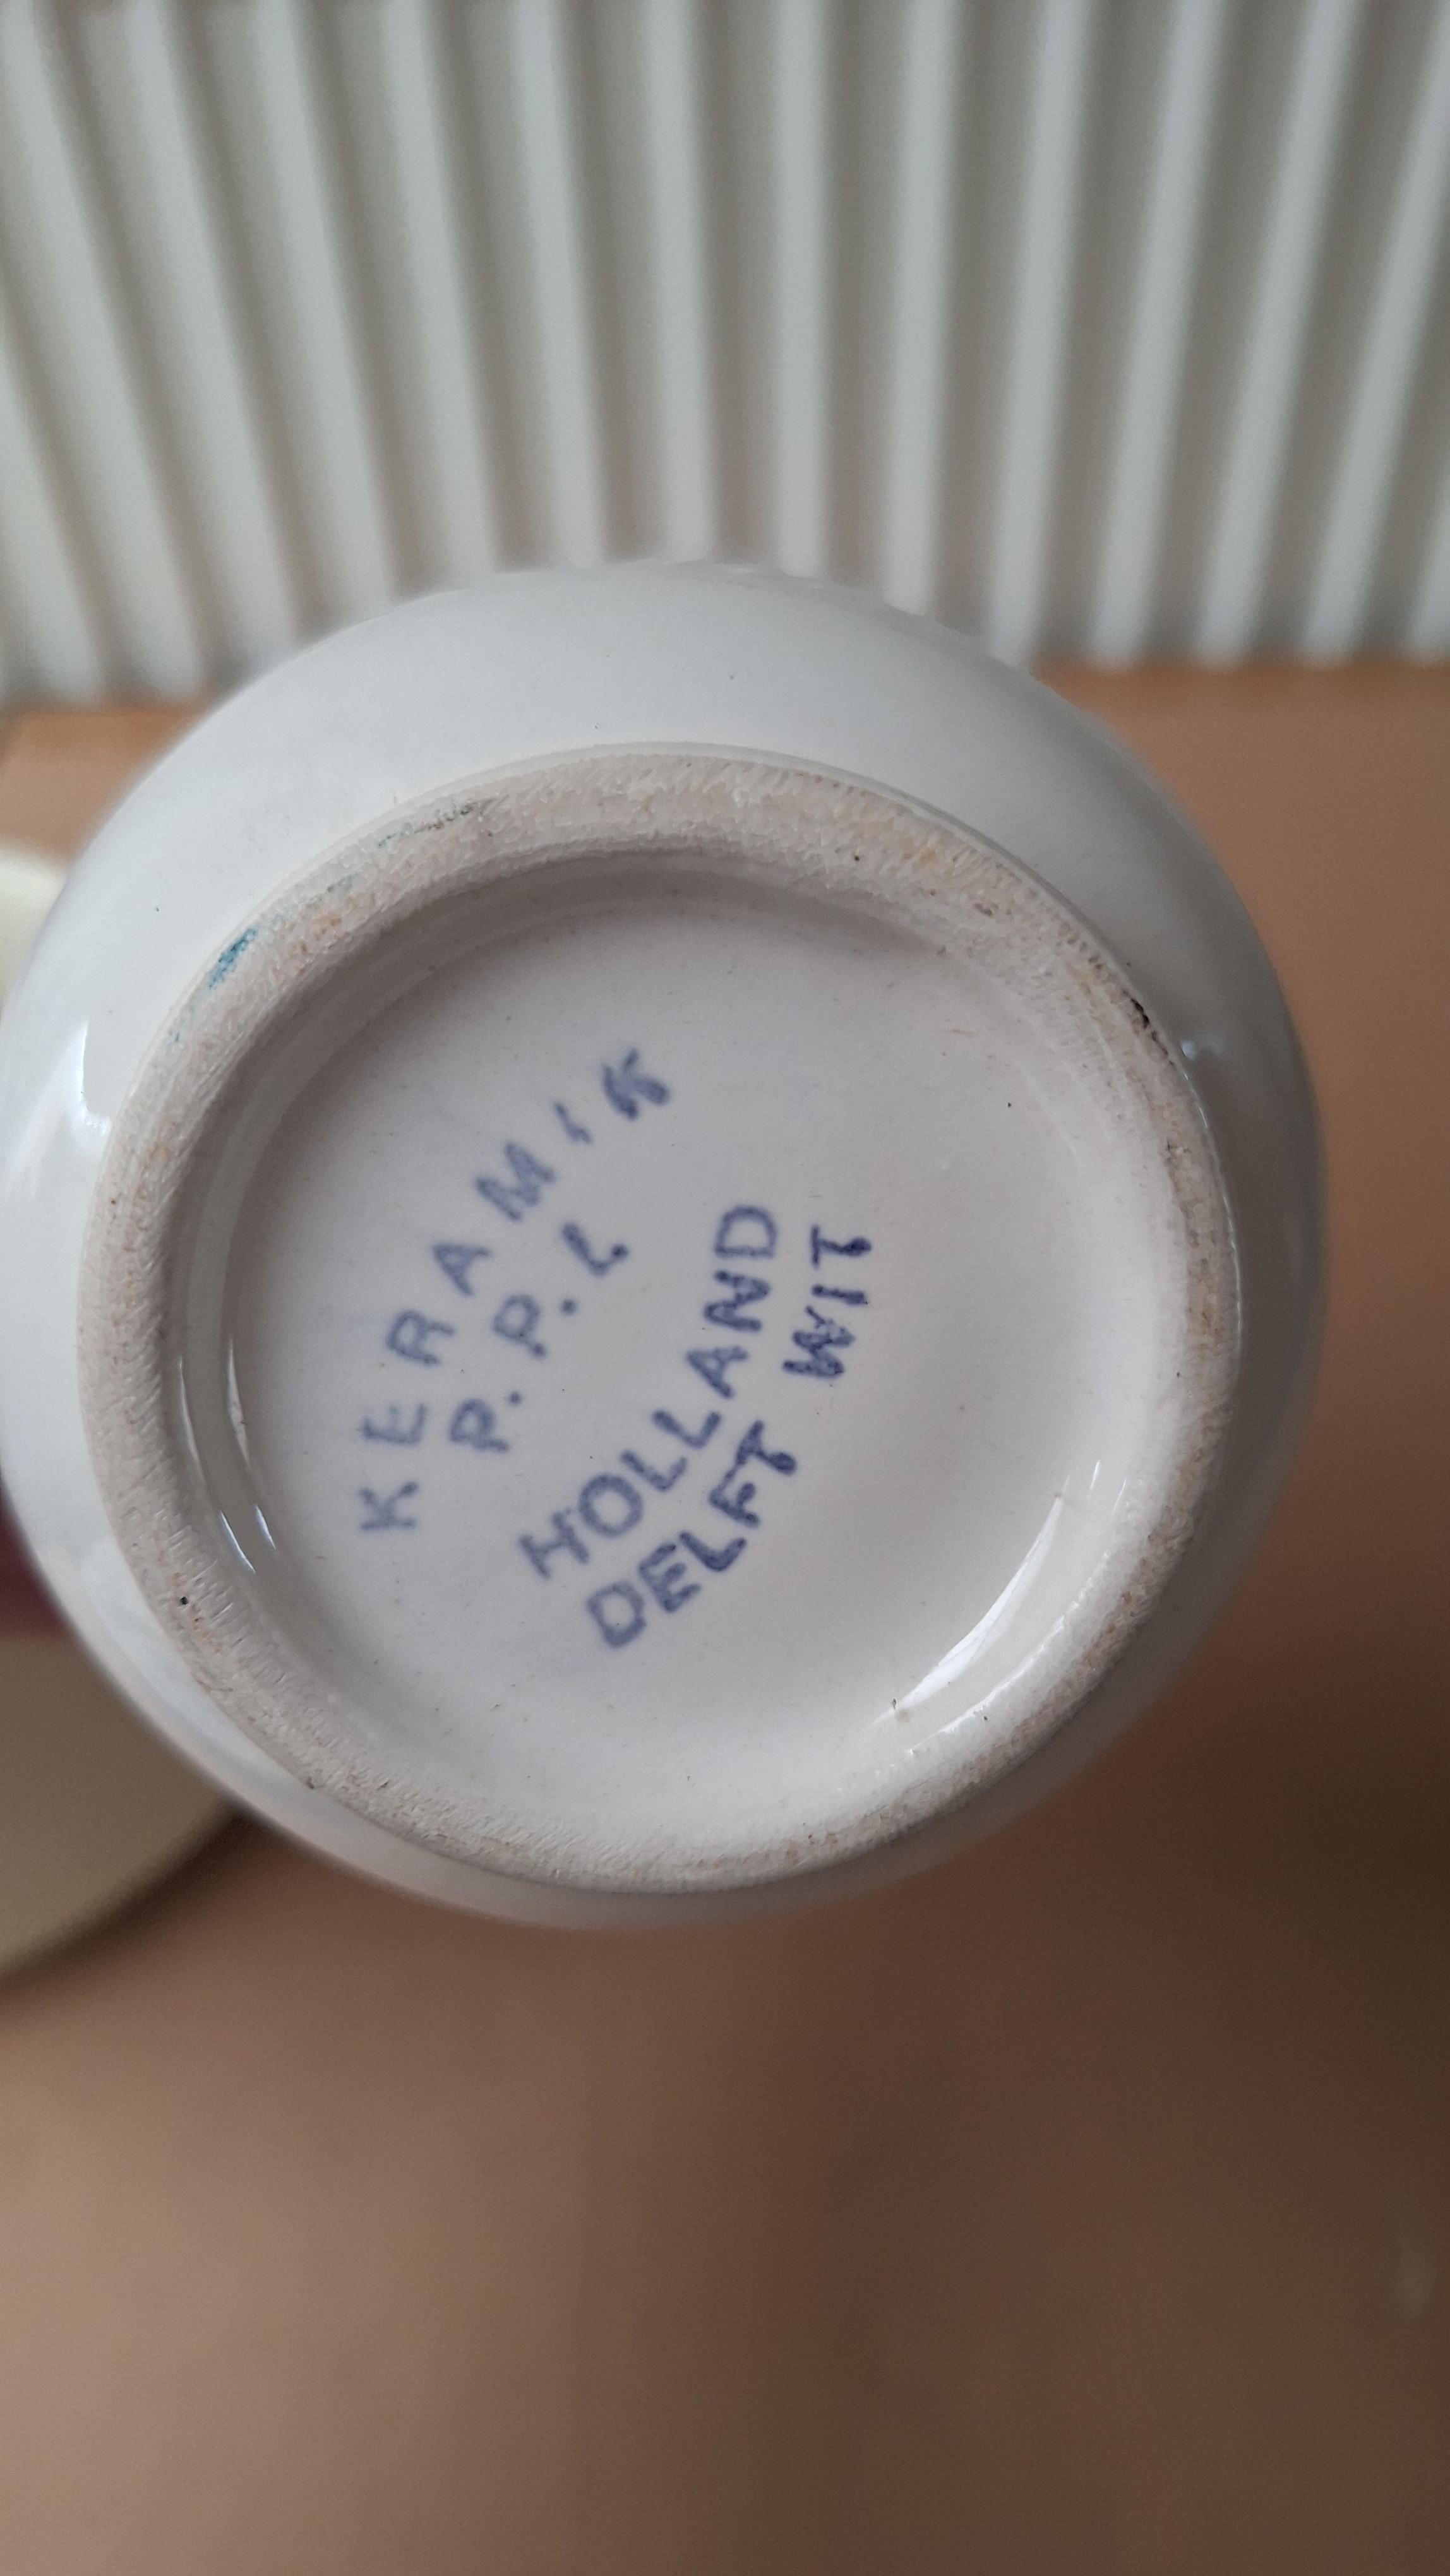 KERAMIK
P.P.L
HOLLAND
DELFT WIT